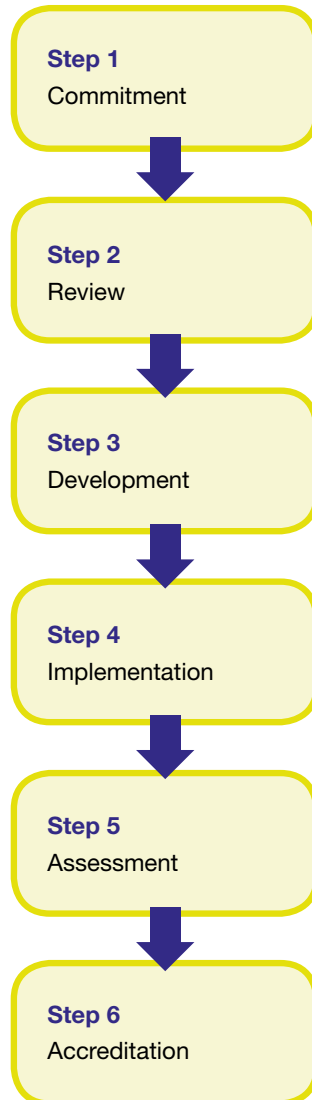 Step 1
Commitment
Step 2
Review
Step 3
Development
Step 4
Implementation
Step 5
Assessment
Step 6
Accreditation